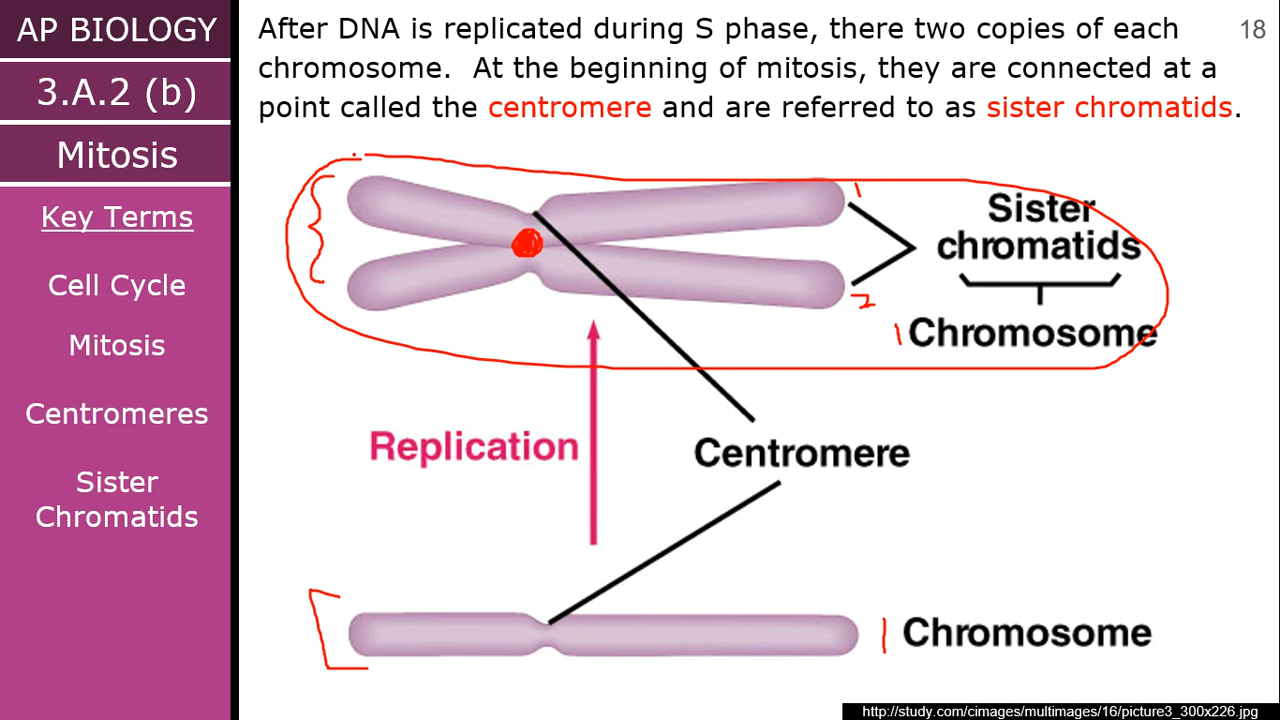 AP BIOLOGY
3.A.2 (b)
Mitosis
Key Terms
Cell Cycle
Mitosis
Centromeres
Sister
Chromatids
After DNA is replicated during S phase, there two copies of each
chromosome. At the beginning of mitosis, they are connected at a
point called the centromere and are referred to as sister chromatids.
18
1
Sister
chromatids
2
1 Chromosome
Replication
Centromere
1 Chromosome
http://study.com/cimages/multimages/16/picture3_300x226.jpg